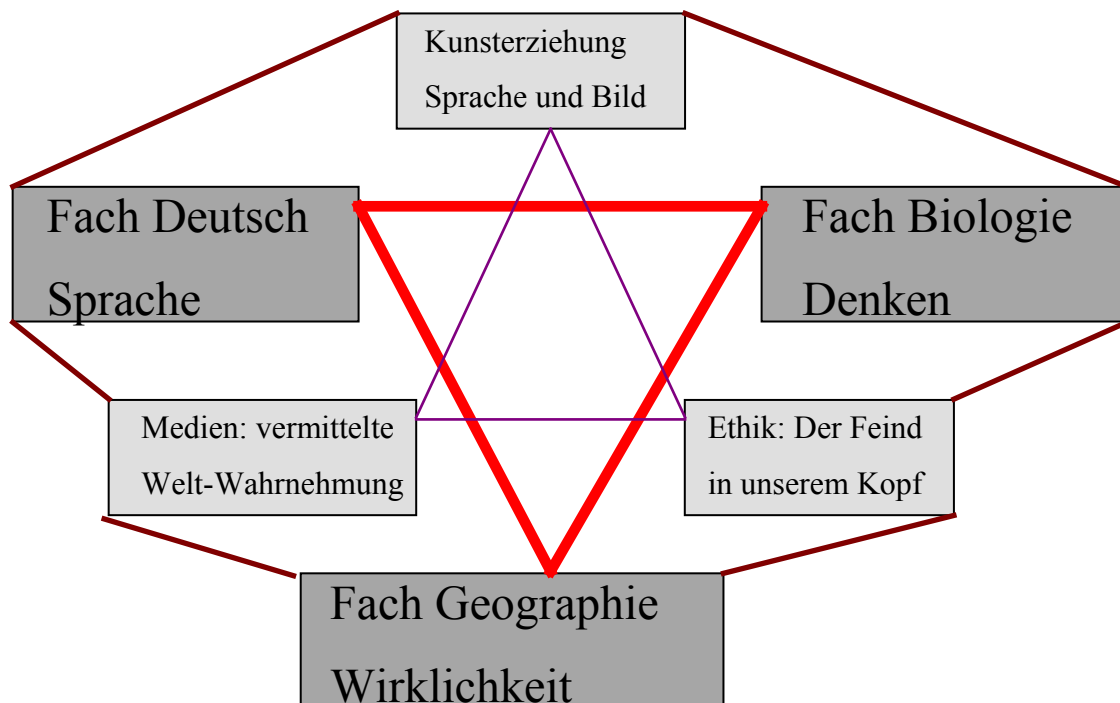 Kunsterziehung
Sprache und Bild
Fach Deutsch
Sprache
Fach Biologie
Denken
Medien: vermittelte
Welt-Wahrnehmung
Ethik: Der Feind
in unserem Kopf
Fach Geographie
Wirklichkeit